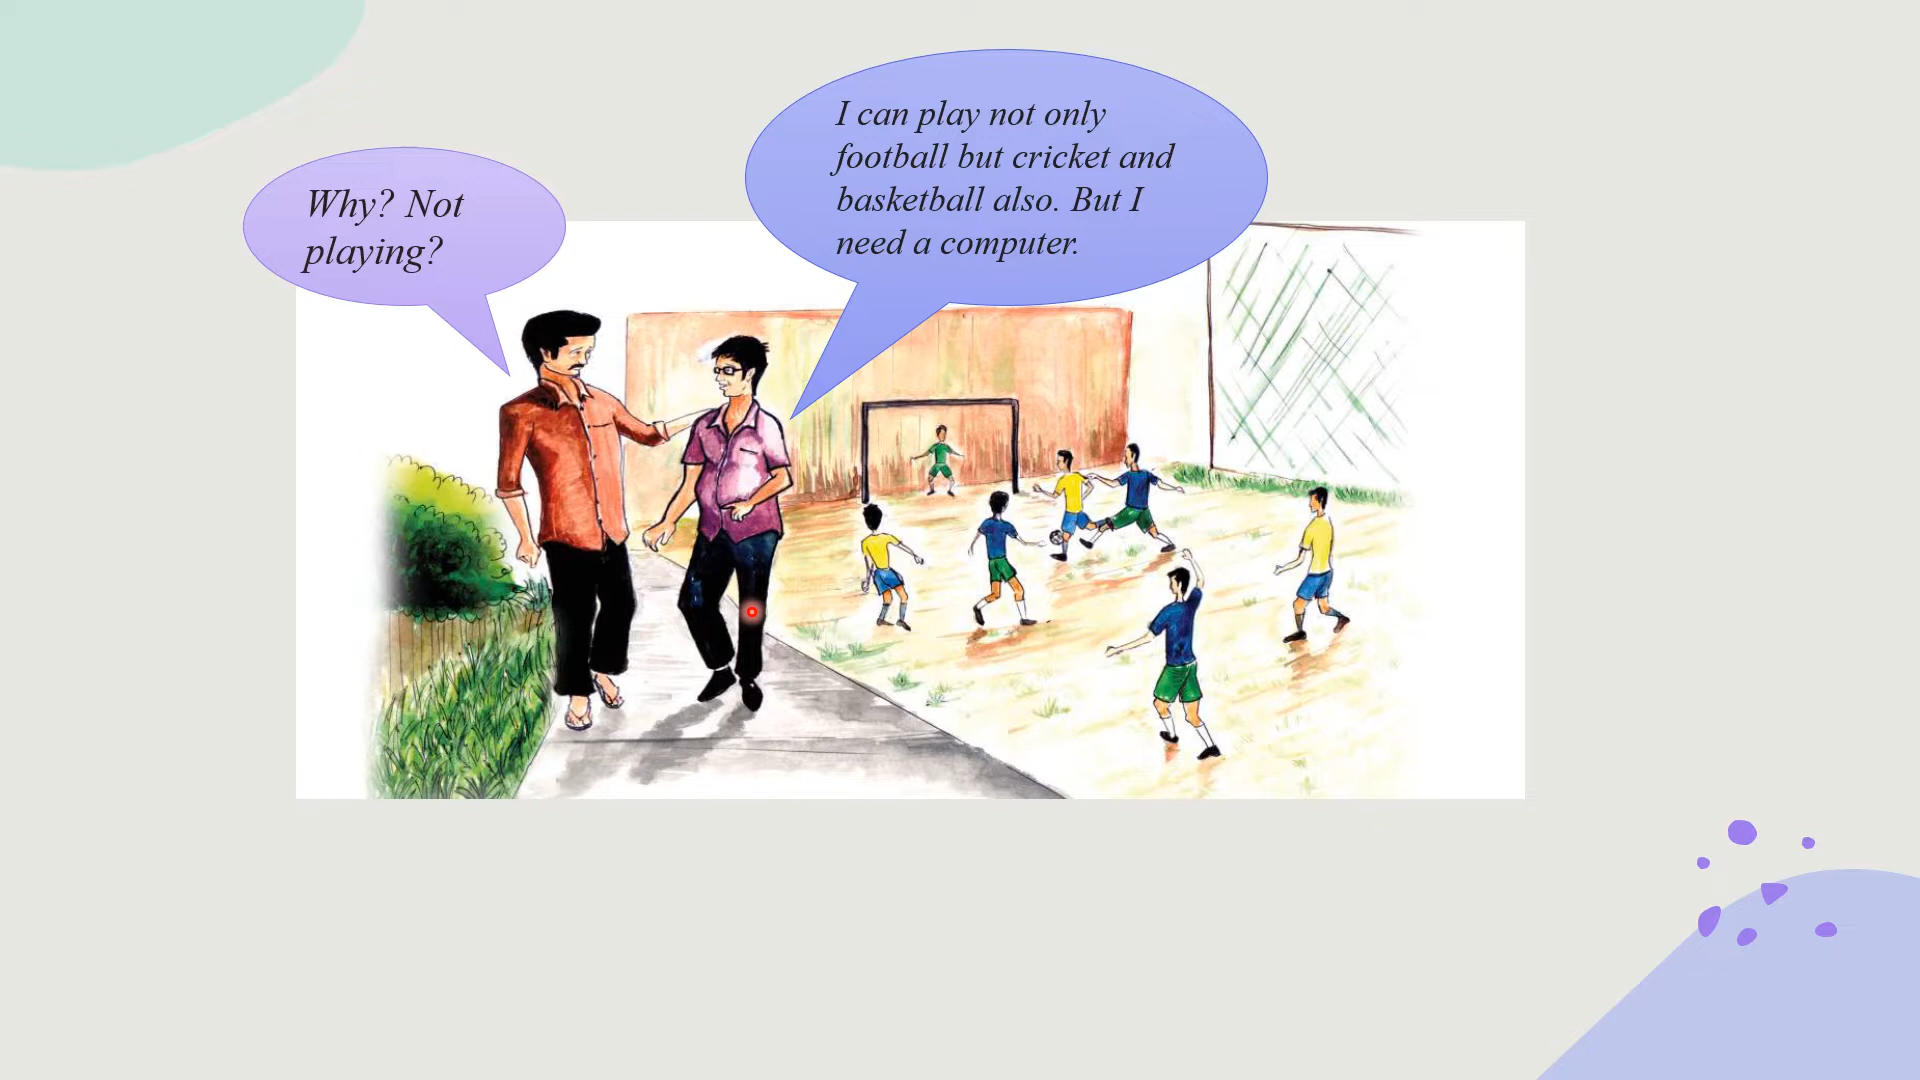 Why? Not
playing?
I can play not only
football but cricket and
basketball also. But I
need a computer.